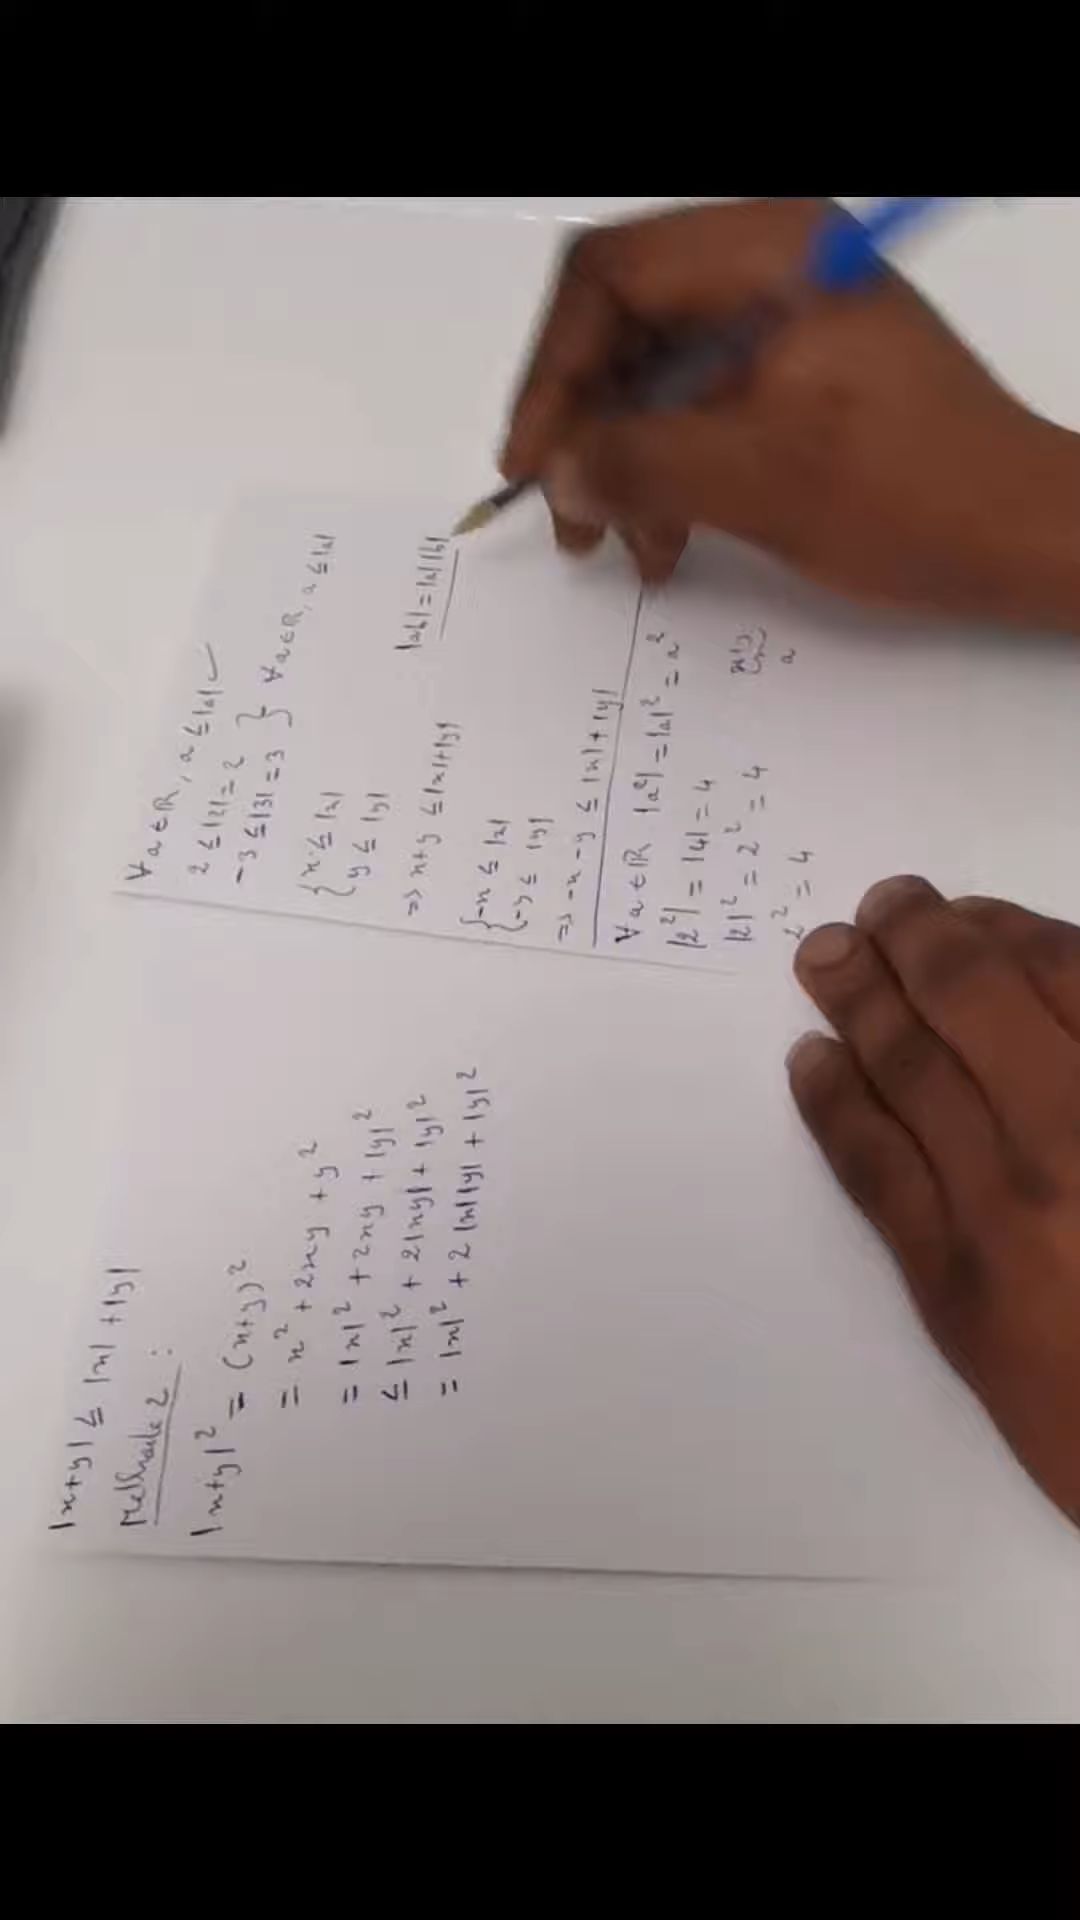 |x+y| ≤ |x| + |y|
Methode 2 :
|x+y|² = (x+y)²
= x² + 2xy + y²
= |x|² + 2xy + |y|²
≤ |x|² + 2|xy| + |y|²
= |x|² + 2|x||y| + |y|²
∀a∈ℝ, a ≤ |a|
2 ≤ |2| = 2
-3 ≤ |3| = 3 } ∀a∈ℝ, a ≤ |a|
{ x ≤ |x|
y ≤ |y|
=> x+y ≤ |x|+|y|
|ab| = |a||b|
{ -x ≤ |x|
-y ≤ |y|
=> -x-y ≤ |x|+|y|
∀a∈ℝ |a²| = |a|² = a²
|2²| = |4| = 4
|2|² = 2² = 4
2² = 4
a